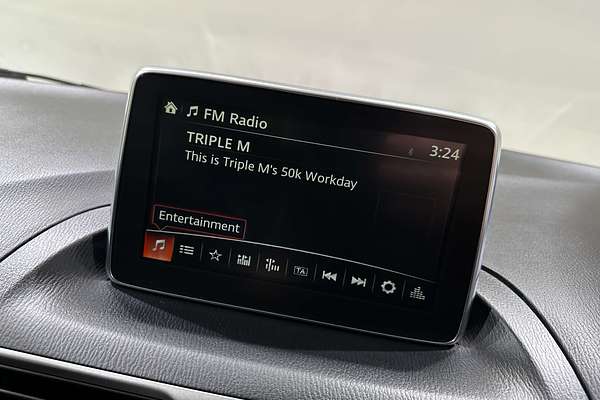 FM Radio
3:24
TRIPLE M
This is Triple M's 50k Workday
Entertainment
TA